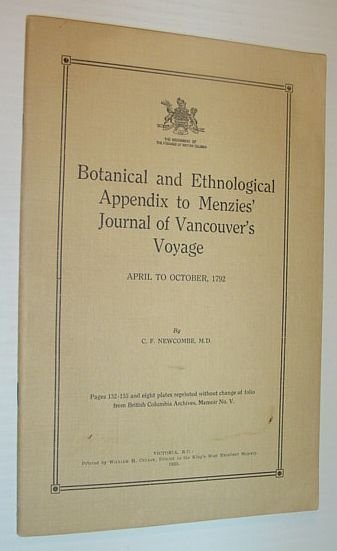 THE GOVERNMENT OF
THE PROVINCE OF BRITISH COLUMBIA
Botanical and Ethnological
Appendix to Menzies'
Journal of Vancouver's
Voyage
APRIL TO OCTOBER, 1792
By
C. F. NEWCOMBE, M.D.
Pages 132-155 and eight plates reprinted without change of folio
from British Columbia Archives, Memoir No. V.
VICTORIA, B.C.:
Printed by William H. Cullin, Printer to the King's Most Excellent Majesty.
1923.